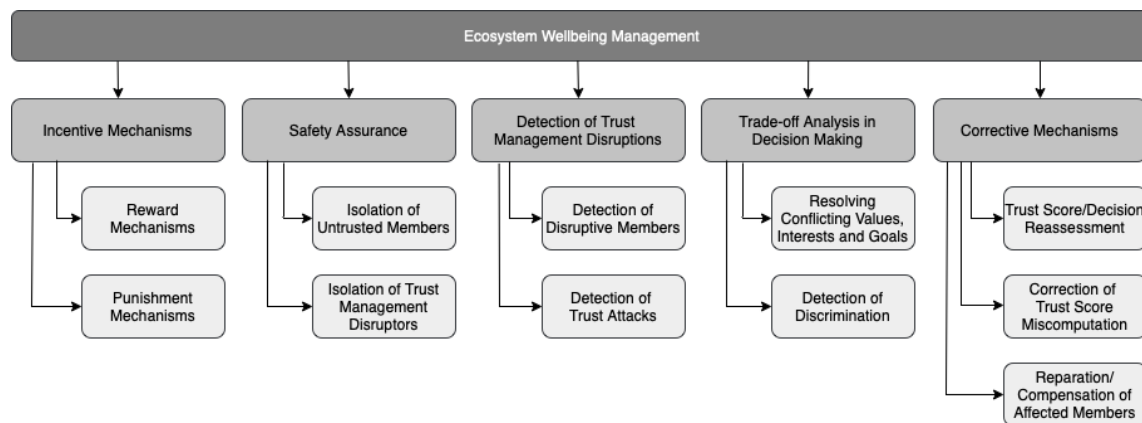 Ecosystem Wellbeing Management
Incentive Mechanisms
Reward
Mechanisms
Punishment
Mechanisms
Safety Assurance
Isolation of
Untrusted Members
Isolation of Trust
Management
Disruptors
Detection of Trust
Management Disruptions
Detection of
Disruptive Members
Detection of
Trust Attacks
Trade-off Analysis in
Decision Making
Resolving
Conflicting Values,
Interests and Goals
Detection of
Discrimination
Corrective Mechanisms
Trust Score/Decision
Reassessment
Correction of
Trust Score
Miscomputation
Reparation/
Compensation of
Affected Members